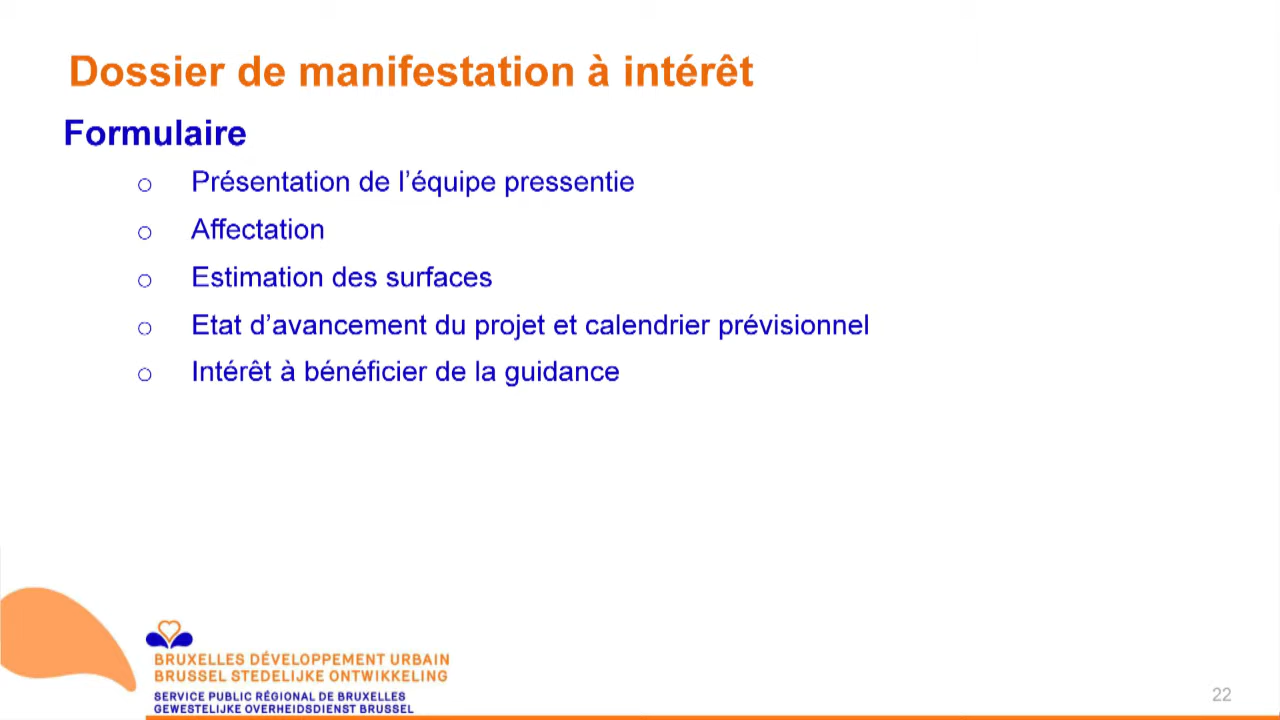 Dossier de manifestation à intérêt
Formulaire
o Présentation de l’équipe pressentie
o Affectation
o Estimation des surfaces
o Etat d’avancement du projet et calendrier prévisionnel
o Intérêt à bénéficier de la guidance
BRUXELLES DÉVELOPPEMENT URBAIN
BRUSSEL STEDELIJKE ONTWIKKELING
SERVICE PUBLIC RÉGIONAL DE BRUXELLES
GEWESTELIJKE OVERHEIDSDIENST BRUSSEL
22